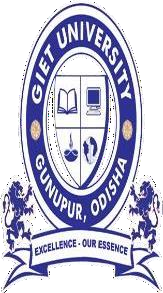 GIET UNIVERSITY
GUNUPUR, ODISHA
EXCELLENCE - OUR ESSENCE